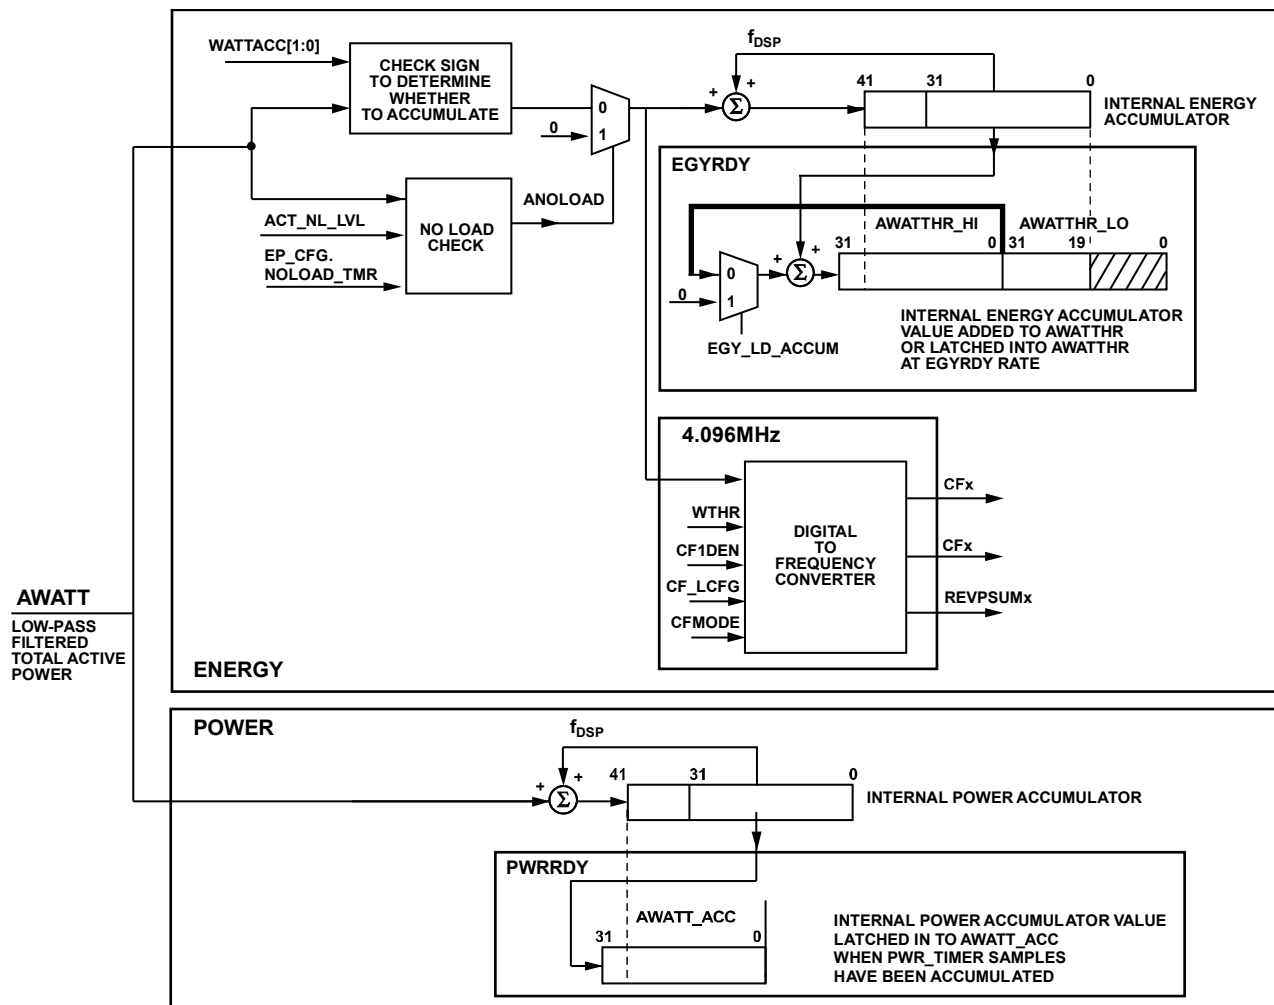 WATTACC[1:0]
CHECK SIGN
TO DETERMINE
WHETHER
TO ACCUMULATE
0
1
0
fDSP
+
+
Σ
41
31
0
INTERNAL ENERGY
ACCUMULATOR
ACT_NL_LVL
EP_CFG.
NOLOAD_TMR
NO LOAD
CHECK
ANOLOAD
EGYRDY
AWATTHR_HI
AWATTHR_LO
31
0
31
19
0
+
+
Σ
0
1
0
EGY_LD_ACCUM
INTERNAL ENERGY ACCUMULATOR
VALUE ADDED TO AWATTHR
OR LATCHED INTO AWATTHR
AT EGYRDY RATE
4.096MHz
WTHR
CF1DEN
CF_LCFG
CFMODE
DIGITAL
TO
FREQUENCY
CONVERTER
CFx
CFx
REVPSUMx
AWATT
LOW-PASS
FILTERED
TOTAL ACTIVE
POWER
ENERGY
POWER
fDSP
+
+
Σ
41
31
0
INTERNAL POWER ACCUMULATOR
PWRRDY
AWATT_ACC
31
0
INTERNAL POWER ACCUMULATOR VALUE
LATCHED IN TO AWATT_ACC
WHEN PWR_TIMER SAMPLES
HAVE BEEN ACCUMULATED